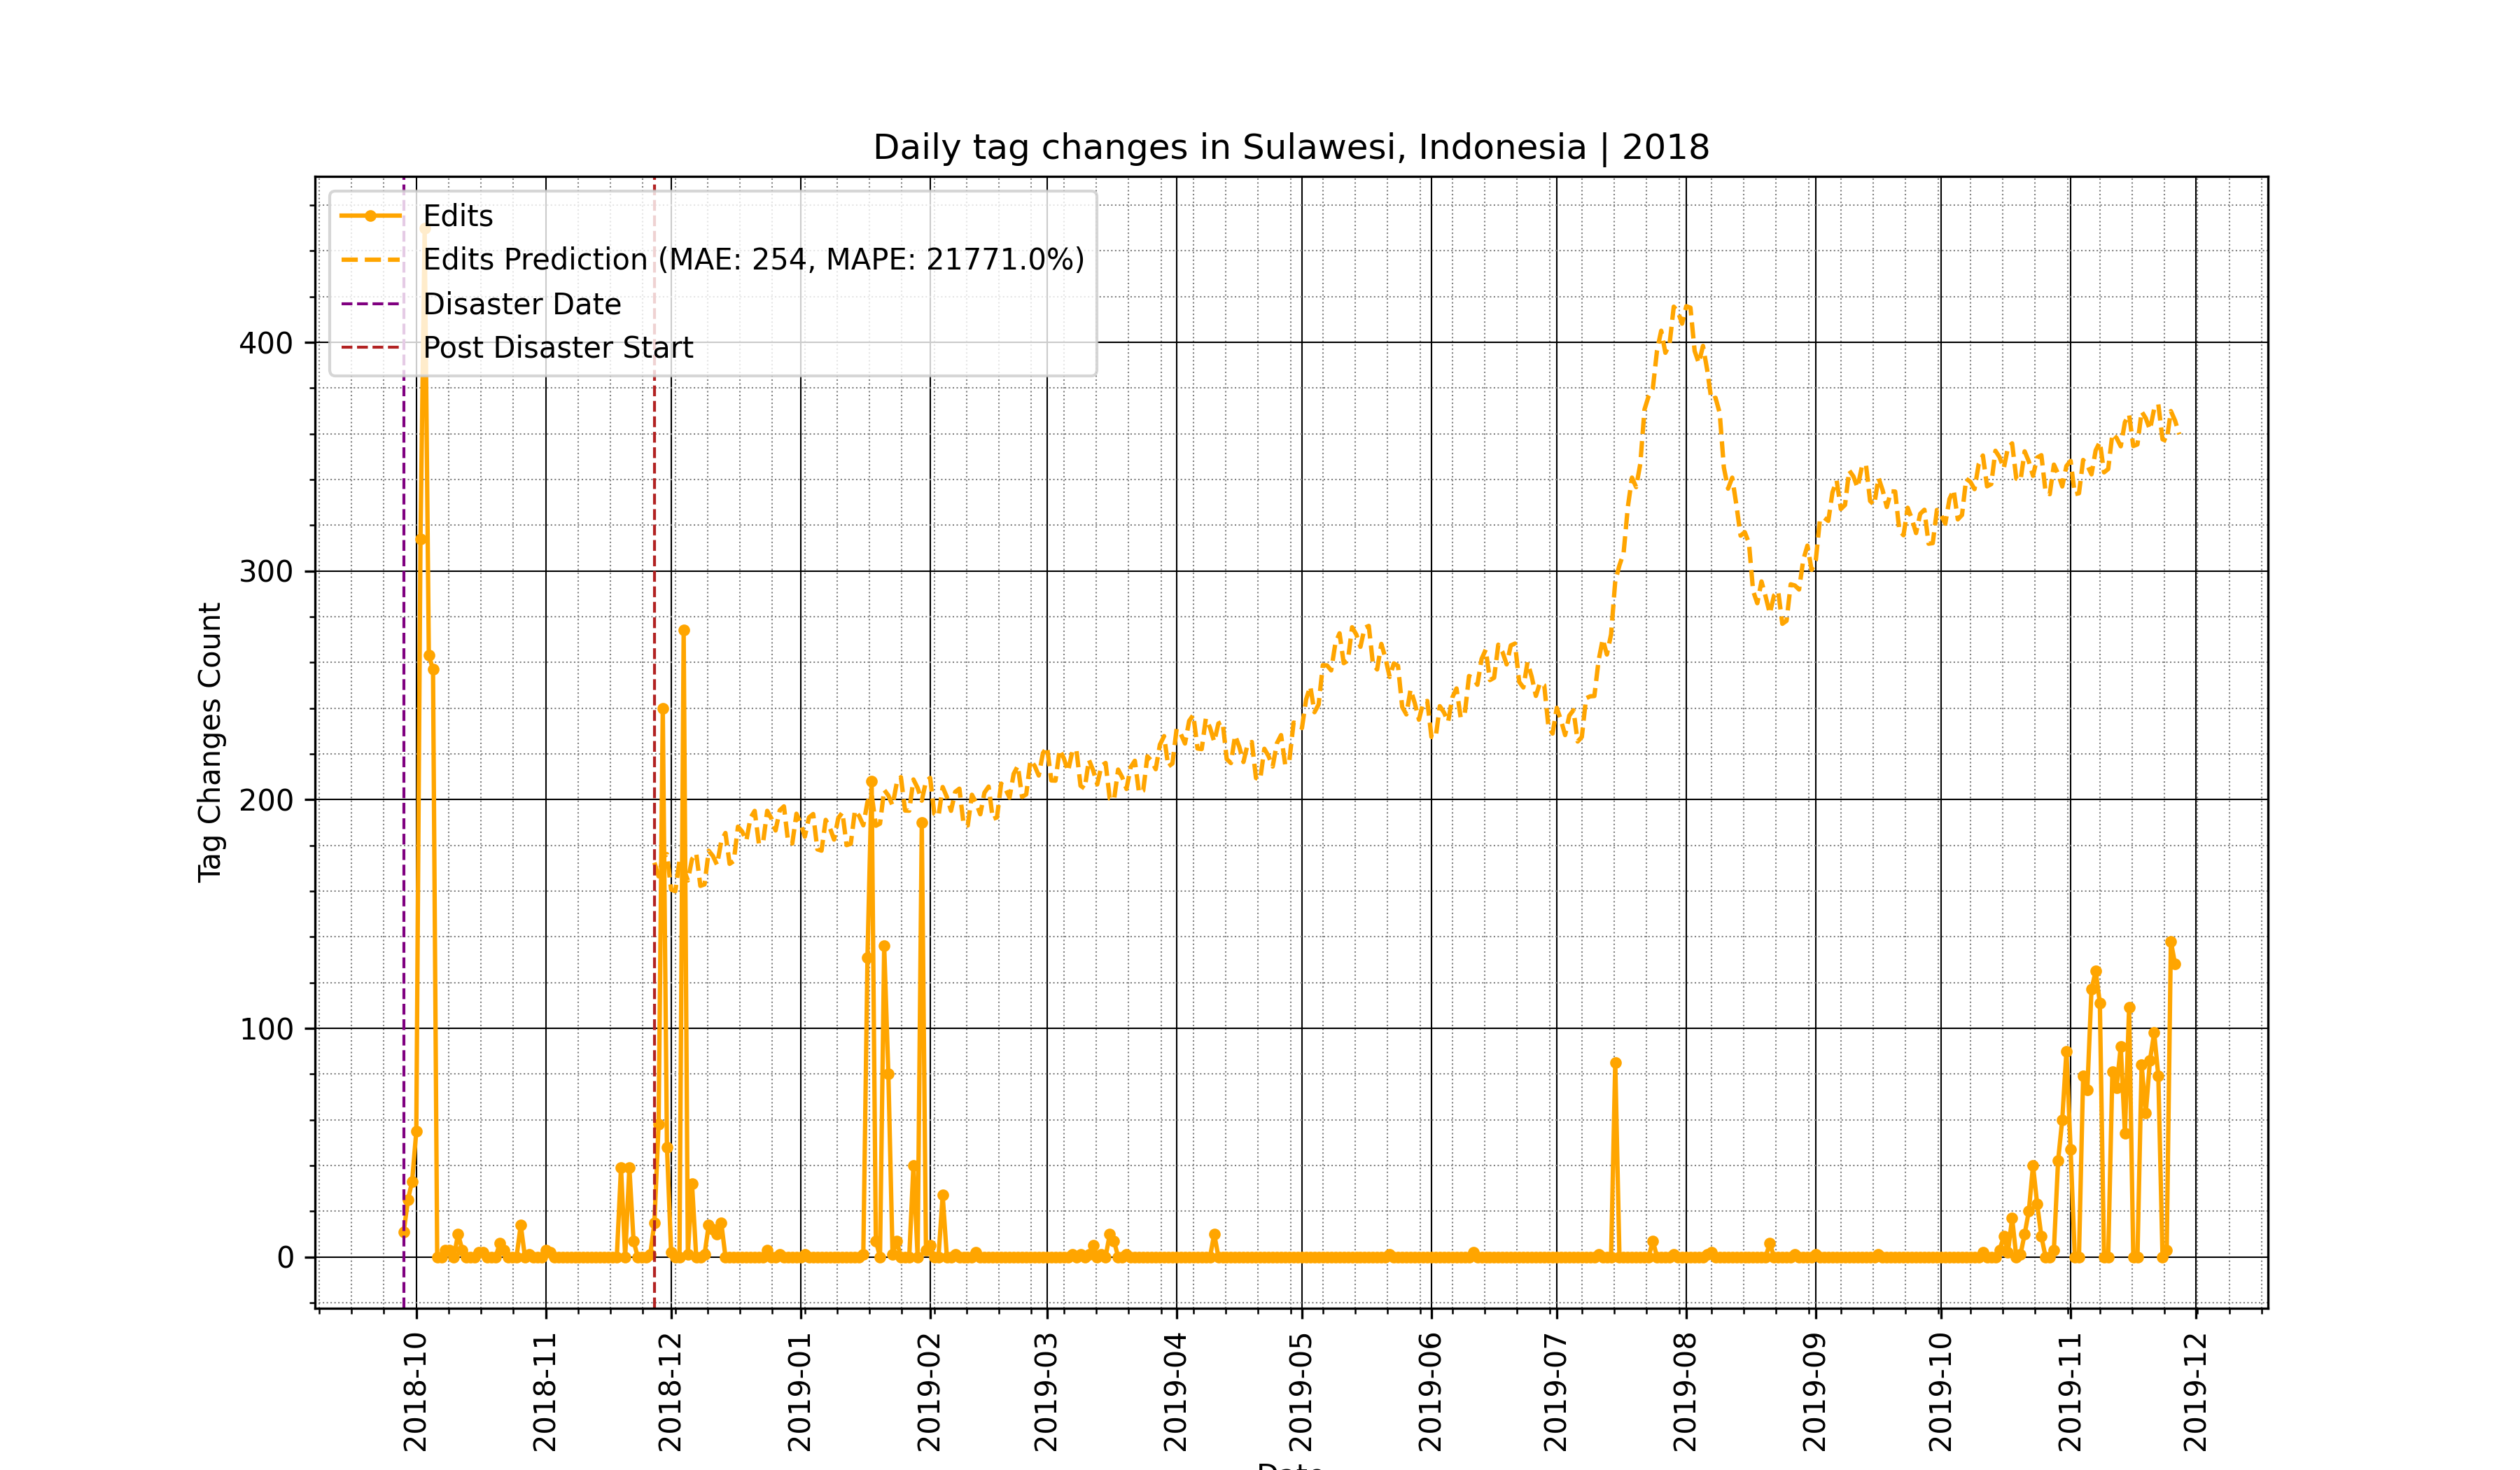 Daily tag changes in Sulawesi, Indonesia | 2018
Edits
Edits Prediction (MAE: 254, MAPE: 21771.0%)
Disaster Date
Post Disaster Start
Tag Changes Count
400
300
200
100
0
2018-10
2018-11
2018-12
2019-01
2019-02
2019-03
2019-04
2019-05
2019-06
2019-07
2019-08
2019-09
2019-10
2019-11
2019-12
Date